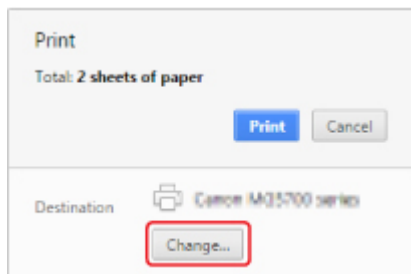 Print
Total: 2 sheets of paper
Print Cancel
Destination
Canon series
Change...